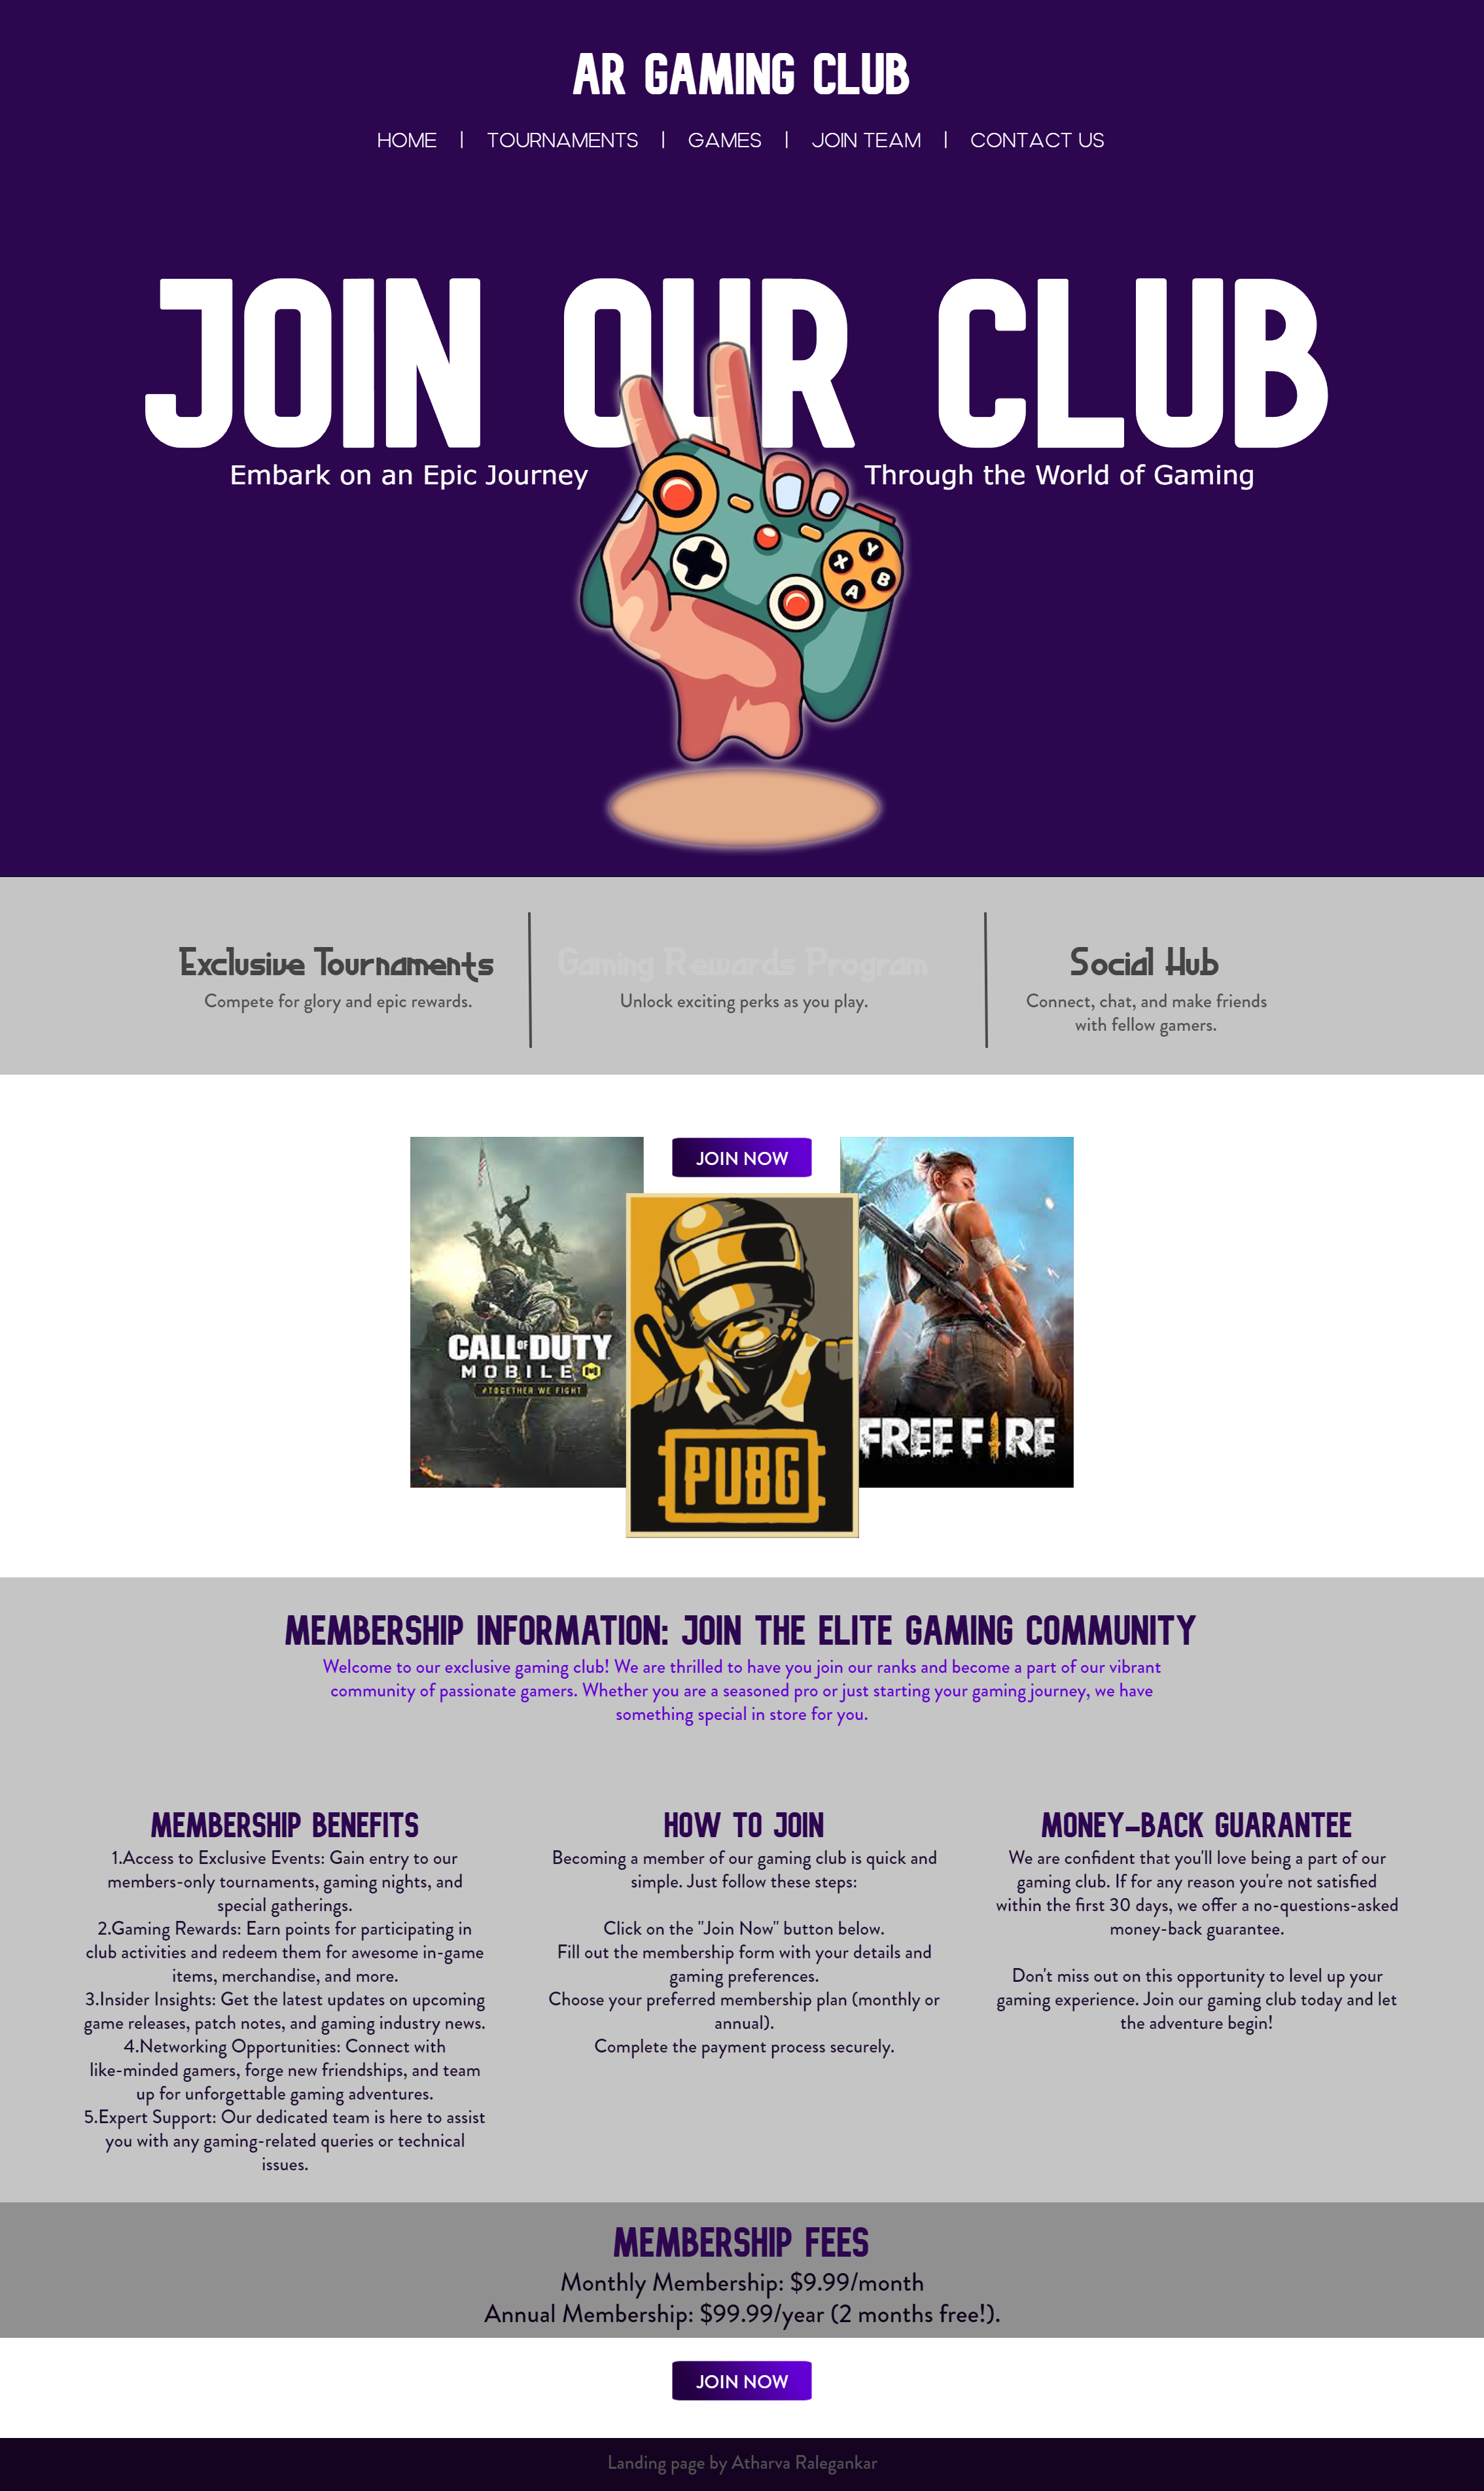 AR GAMING CLUB
HOME | TOURNAMENTS | GAMES | JOIN TEAM | CONTACT US
JOIN OUR CLUB
Embark on an Epic Journey
Through the World of Gaming
X Y
A B
Exclusive Tournaments
Compete for glory and epic rewards.
Gaming Rewards Program
Unlock exciting perks as you play.
Social Hub
Connect, chat, and make friends
with fellow gamers.
JOIN NOW
CALL OF DUTY
MOBILE
#TOGETHER WE FIGHT
PUBG
FREE FIRE
MEMBERSHIP INFORMATION: JOIN THE ELITE GAMING COMMUNITY
Welcome to our exclusive gaming club! We are thrilled to have you join our ranks and become a part of our vibrant
community of passionate gamers. Whether you are a seasoned pro or just starting your gaming journey, we have
something special in store for you.
MEMBERSHIP BENEFITS
1.Access to Exclusive Events: Gain entry to our
members-only tournaments, gaming nights, and
special gatherings.
2.Gaming Rewards: Earn points for participating in
club activities and redeem them for awesome in-game
items, merchandise, and more.
3.Insider Insights: Get the latest updates on upcoming
game releases, patch notes, and gaming industry news.
4.Networking Opportunities: Connect with
like-minded gamers, forge new friendships, and team
up for unforgettable gaming adventures.
5.Expert Support: Our dedicated team is here to assist
you with any gaming-related queries or technical
issues.
HOW TO JOIN
Becoming a member of our gaming club is quick and
simple. Just follow these steps:
Click on the "Join Now" button below.
Fill out the membership form with your details and
gaming preferences.
Choose your preferred membership plan (monthly or
annual).
Complete the payment process securely.
MONEY-BACK GUARANTEE
We are confident that you'll love being a part of our
gaming club. If for any reason you're not satisfied
within the first 30 days, we offer a no-questions-asked
money-back guarantee.
Don't miss out on this opportunity to level up your
gaming experience. Join our gaming club today and let
the adventure begin!
MEMBERSHIP FEES
Monthly Membership: $9.99/month
Annual Membership: $99.99/year (2 months free!).
JOIN NOW
Landing page by Atharva Ralegankar